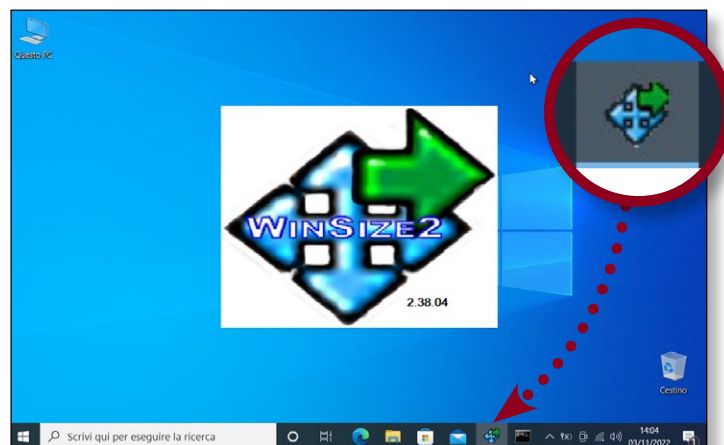 Questo PC
WINSIZE2
2.38.04
Cestino
Scrivi qui per eseguire la ricerca
14:04
03/11/2022